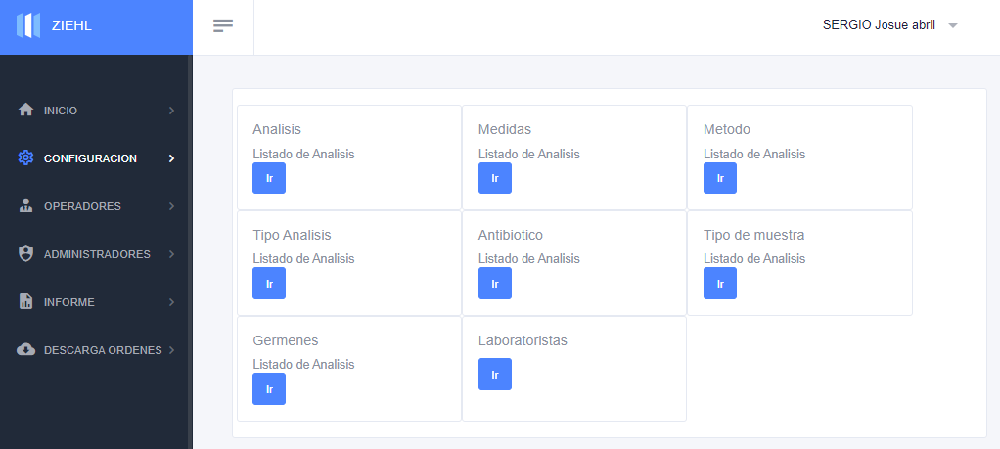 ZIEHL
SERGIO Josue abril
INICIO
CONFIGURACION
OPERADORES
ADMINISTRADORES
INFORME
DESCARGA ORDENES
Analisis
Listado de Analisis
Ir
Medidas
Listado de Analisis
Ir
Metodo
Listado de Analisis
Ir
Tipo Analisis
Listado de Analisis
Ir
Antibiotico
Listado de Analisis
Ir
Tipo de muestra
Listado de Analisis
Ir
Germenes
Listado de Analisis
Ir
Laboratoristas
Ir